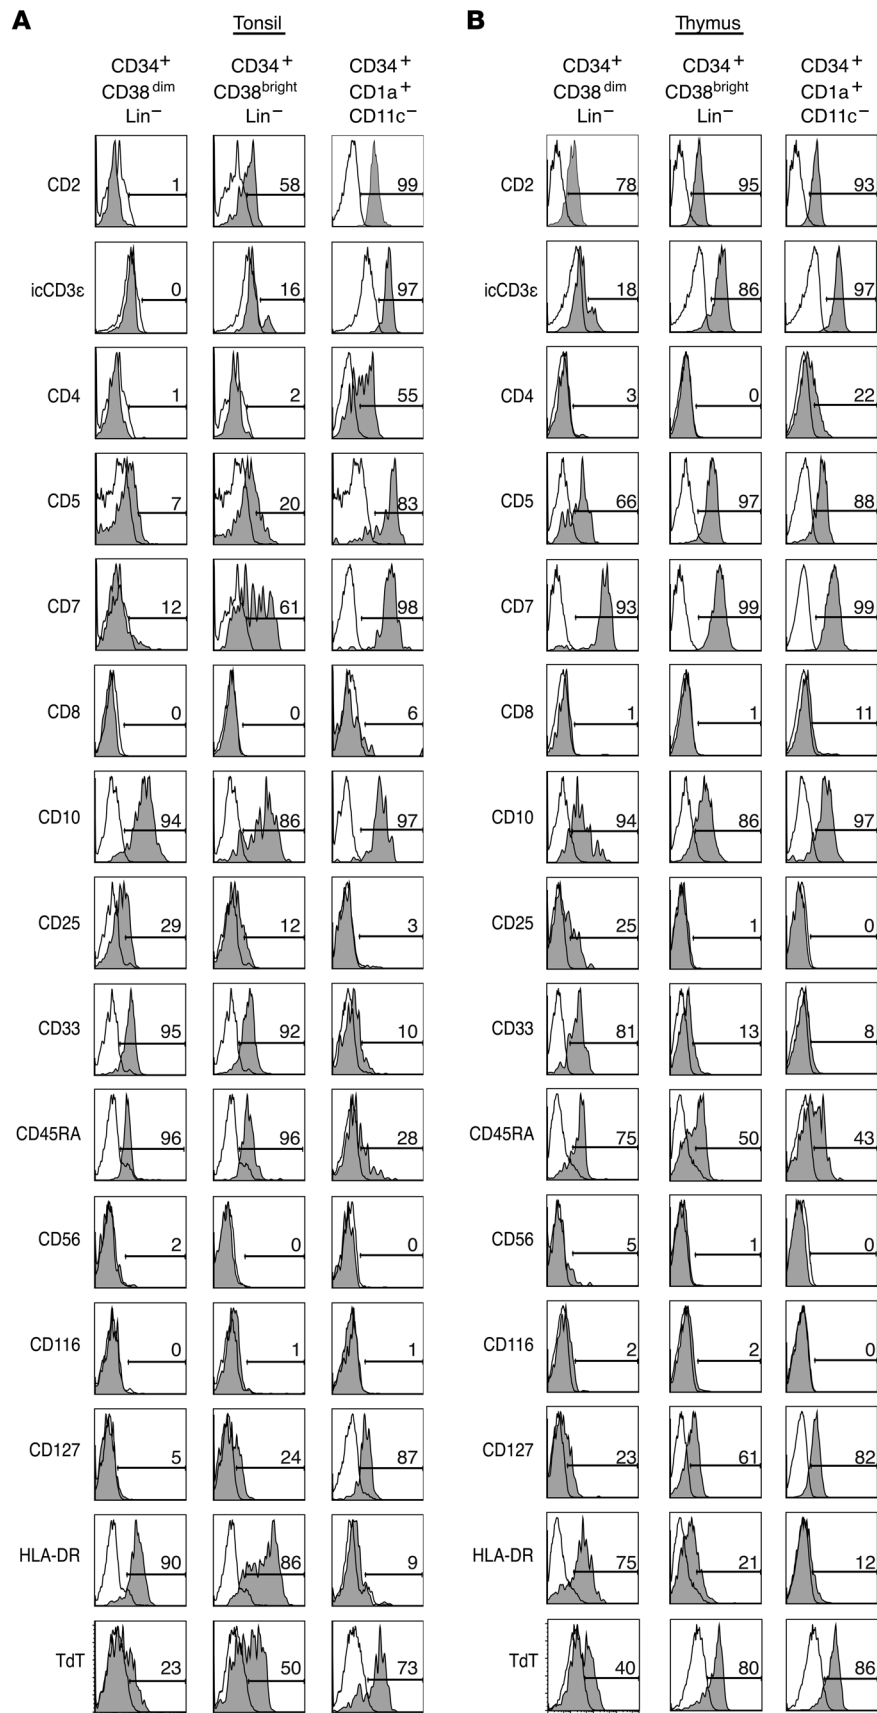 A
Tonsil
CD34+ CD38dim Lin−
CD34+ CD38bright Lin−
CD34+ CD1a+ CD11c−
B
Thymus
CD34+ CD38dim Lin−
CD34+ CD38bright Lin−
CD34+ CD1a+ CD11c−
CD2 1 58 99
CD2 78 95 93
icCD3ε 0 16 97
icCD3ε 18 86 97
CD4 1 2 55
CD4 3 0 22
CD5 7 20 83
CD5 66 97 88
CD7 12 61 98
CD7 93 99 99
CD8 0 0 6
CD8 1 1 11
CD10 94 86 97
CD10 94 86 97
CD25 29 12 3
CD25 25 1 0
CD33 95 92 10
CD33 81 13 8
CD45RA 96 96 28
CD45RA 75 50 43
CD56 2 0 0
CD56 5 1 0
CD116 0 1 1
CD116 2 2 0
CD127 5 24 87
CD127 23 61 82
HLA-DR 90 86 9
HLA-DR 75 21 12
TdT 23 50 73
TdT 40 80 86